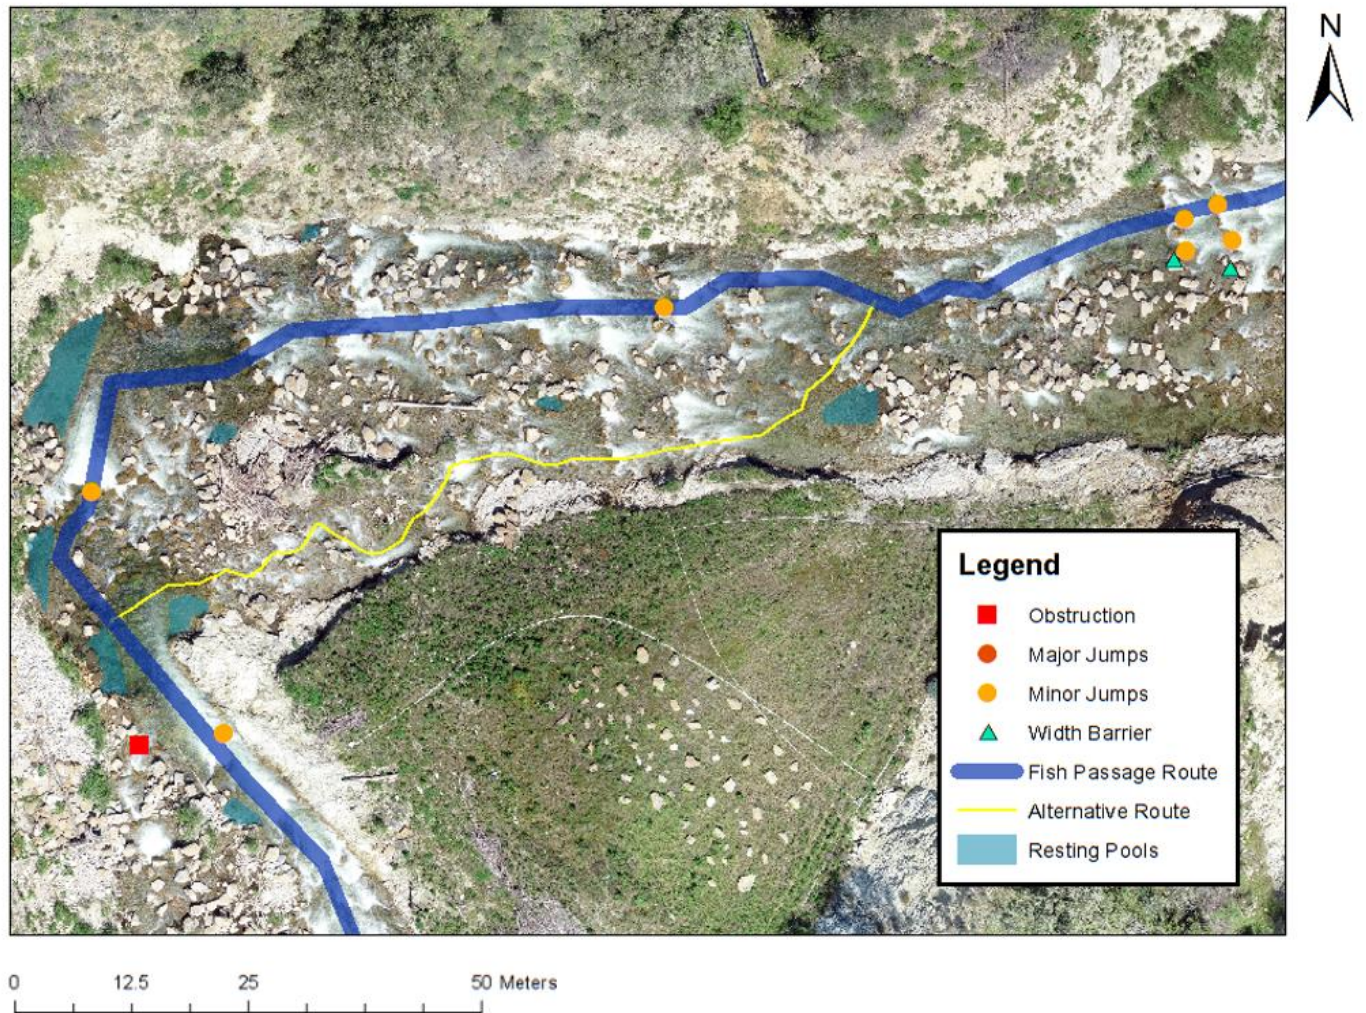 N
Legend
Obstruction
Major Jumps
Minor Jumps
Width Barrier
Fish Passage Route
Alternative Route
Resting Pools
0 12.5 25 50 Meters